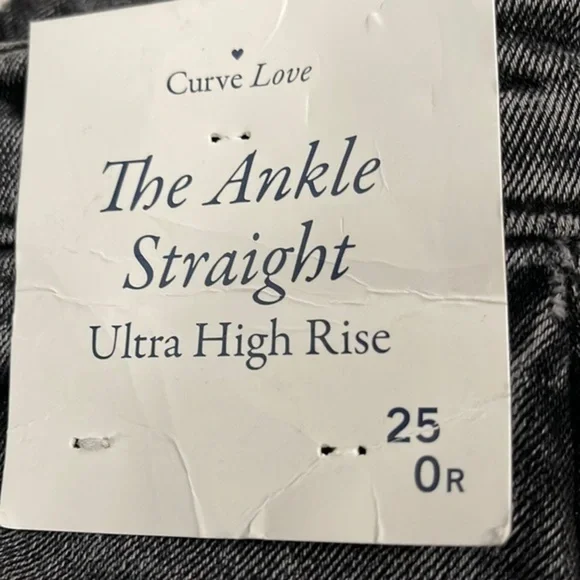 Curve Love
The Ankle
Straight
Ultra High Rise
25
0R